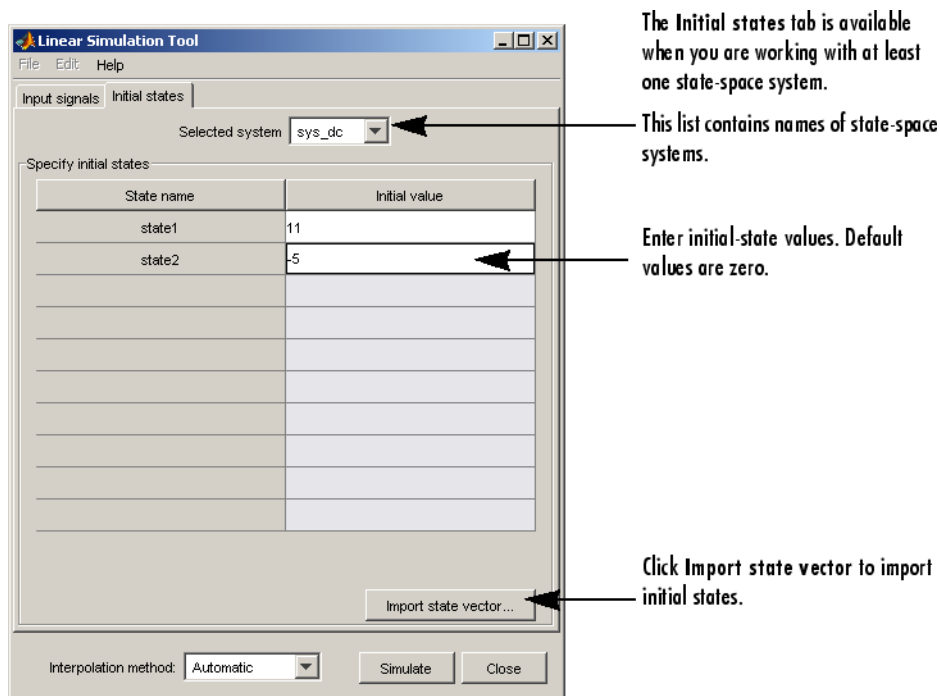 Linear Simulation Tool
File Edit Help
Input signals Initial states
Selected system sys_dc
Specify initial states
State name Initial value
state1 11
state2 -5
Import state vector...
Interpolation method: Automatic Simulate Close
The Initial states tab is available
when you are working with at least
one state-space system.
This list contains names of state-space
systems.
Enter initial-state values. Default
values are zero.
Click Import state vector to import
initial states.